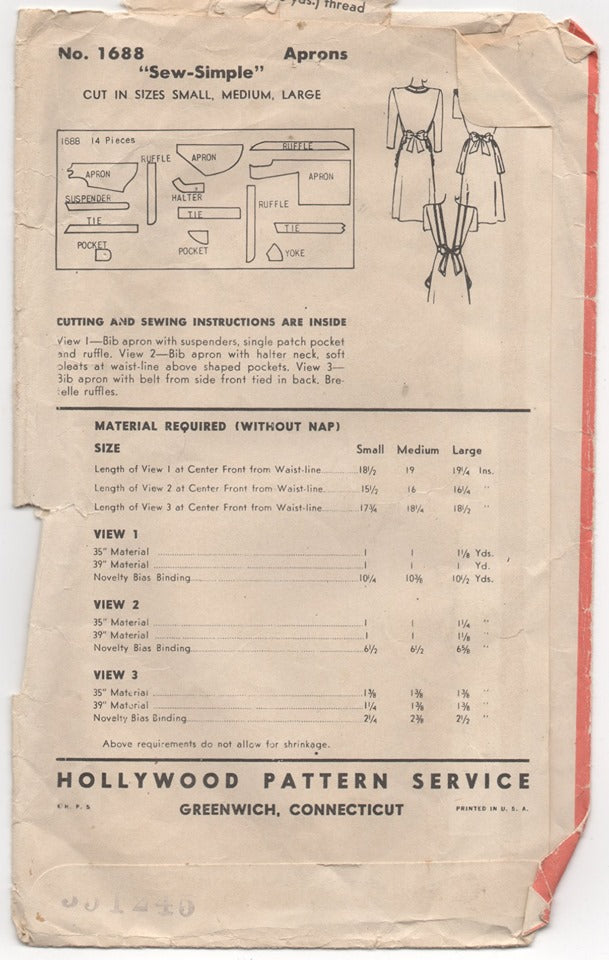 yds.) thread
No. 1688 Aprons
"Sew-Simple"
CUT IN SIZES SMALL, MEDIUM, LARGE
1688 14 Pieces
RUFFLE
RUFFLE
APRON
APRON
APRON
SUSPENDER
HALTER
RUFFLE
TIE
TIE
TIE
POCKET
POCKET
YOKE
CUTTING AND SEWING INSTRUCTIONS ARE INSIDE
View 1—Bib apron with suspenders, single patch pocket
and ruffle. View 2—Bib apron with halter neck, soft
pleats at waist-line above shaped pockets. View 3—
Bib apron with belt from side front tied in back. Bre-
telle ruffles.
MATERIAL REQUIRED (WITHOUT NAP)
SIZE Small Medium Large
Length of View 1 at Center Front from Waist-line 18½ 19 19¼ Ins.
Length of View 2 at Center Front from Waist-line 15½ 16 16¼ "
Length of View 3 at Center Front from Waist-line 17¾ 18¼ 18½ "
VIEW 1
35" Material 1 1 1⅛ Yds.
39" Material 1 1 1 Yd.
Novelty Bias Binding 10¼ 10⅜ 10½ Yds.
VIEW 2
35" Material 1 1 1¼ "
39" Material 1 1 1⅛ "
Novelty Bias Binding 6½ 6½ 6⅝ "
VIEW 3
35" Material 1⅜ 1⅜ 1⅜ "
39" Material 1¼ 1⅜ 1⅜ "
Novelty Bias Binding 2¼ 2⅜ 2½ "
Above requirements do not allow for shrinkage.
HOLLYWOOD PATTERN SERVICE
GREENWICH, CONNECTICUT
H. P. S
PRINTED IN U. S. A.